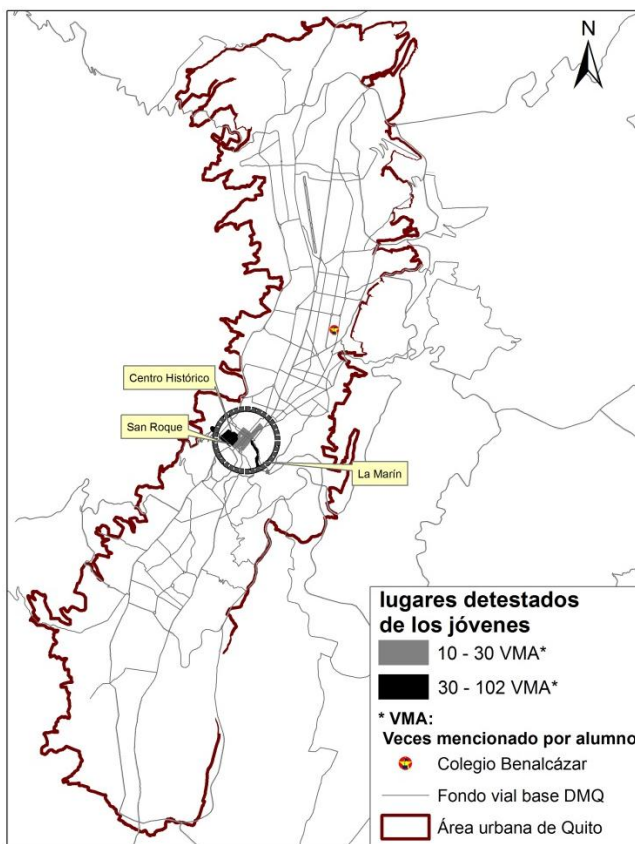 N
Centro Histórico
San Roque
La Marín
lugares detestados
de los jóvenes
10 - 30 VMA*
30 - 102 VMA*
* VMA:
Veces mencionado por alumno
Colegio Benalcázar
Fondo vial base DMQ
Área urbana de Quito